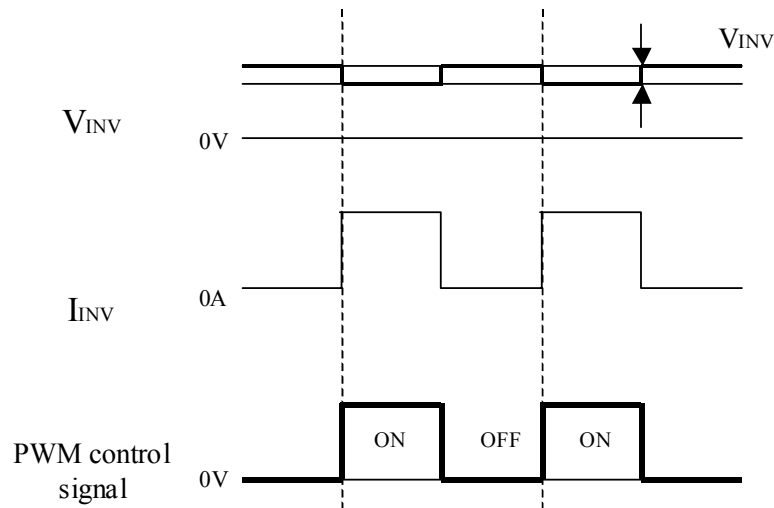 VINV
VINV
0V
0A
IINV
ON OFF ON
PWM control
signal
0V